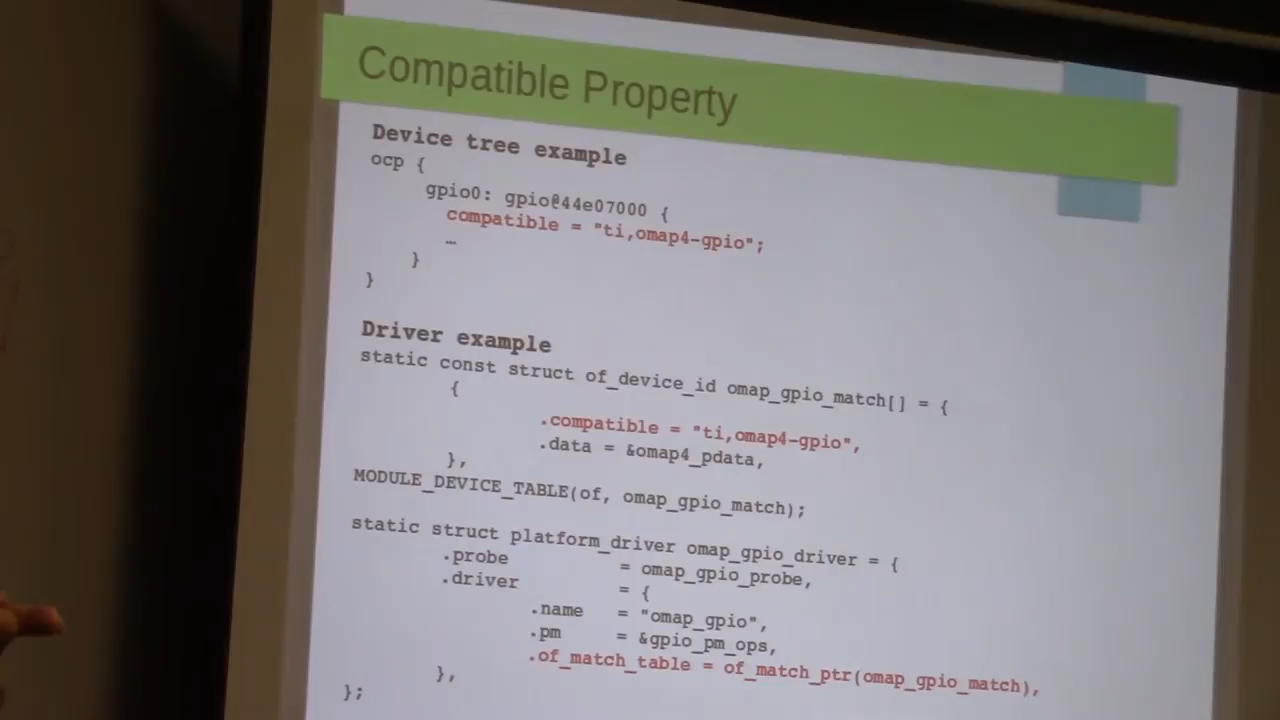 Compatible Property
Device tree example
ocp {
gpio0: gpio@44e07000 {
compatible = "ti,omap4-gpio";
…
}
}
Driver example
static const struct of_device_id omap_gpio_match[] = {
{
.compatible = "ti,omap4-gpio",
.data = &omap4_pdata,
},
MODULE_DEVICE_TABLE(of, omap_gpio_match);
static struct platform_driver omap_gpio_driver = {
.probe = omap_gpio_probe,
.driver = {
.name = "omap_gpio",
.pm = &gpio_pm_ops,
.of_match_table = of_match_ptr(omap_gpio_match),
},
};